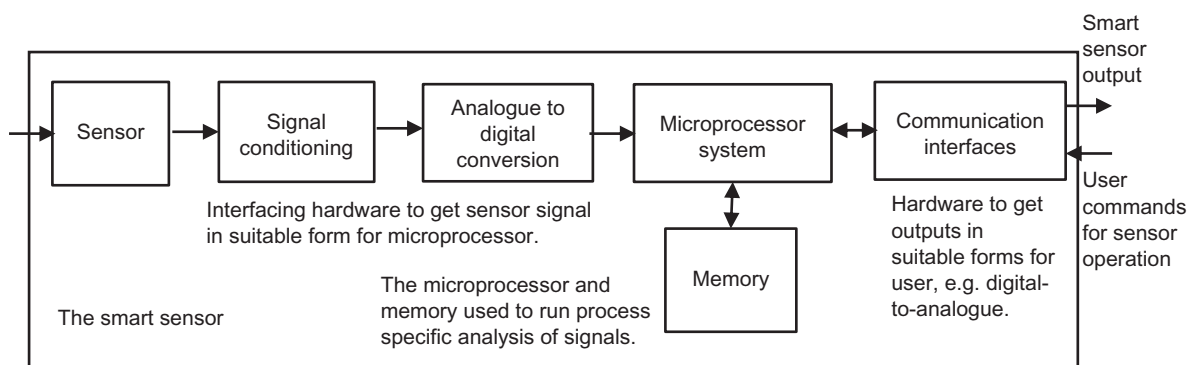 Smart
sensor
output
Sensor
Signal
conditioning
Analogue to
digital
conversion
Microprocessor
system
Communication
interfaces
Interfacing hardware to get sensor signal
in suitable form for microprocessor.
Hardware to get
outputs in
suitable forms for
user, e.g. digital-
to-analogue.
User
commands
for sensor
operation
The microprocessor and
memory used to run process
specific analysis of signals.
Memory
The smart sensor